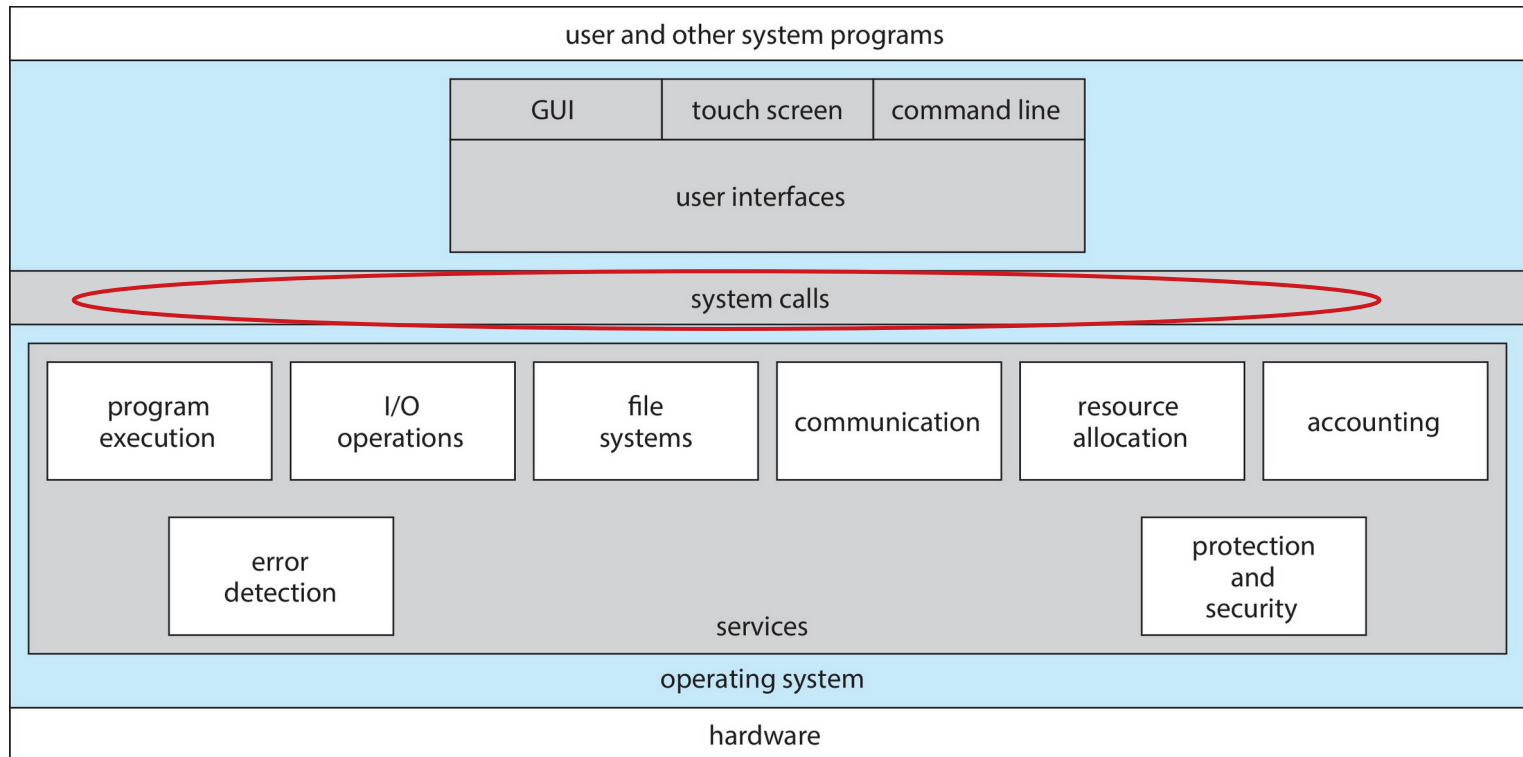 user and other system programs
GUI
touch screen
command line
user interfaces
system calls
program
execution
I/O
operations
file
systems
communication
resource
allocation
accounting
error
detection
protection
and
security
services
operating system
hardware